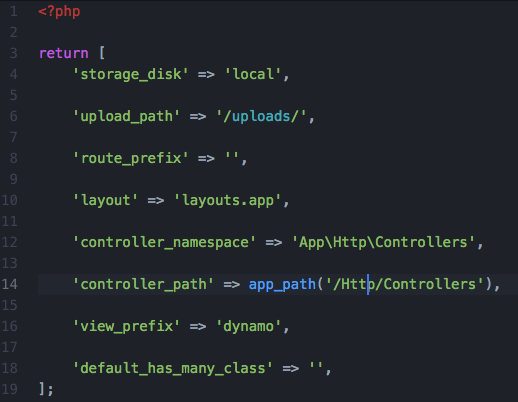 1 <?php
2
3 return [
4 'storage_disk' => 'local',
5
6 'upload_path' => '/uploads/',
7
8 'route_prefix' => '',
9
10 'layout' => 'layouts.app',
11
12 'controller_namespace' => 'App\Http\Controllers',
13
14 'controller_path' => app_path('/Http/Controllers'),
15
16 'view_prefix' => 'dynamo',
17
18 'default_has_many_class' => '',
19 ];